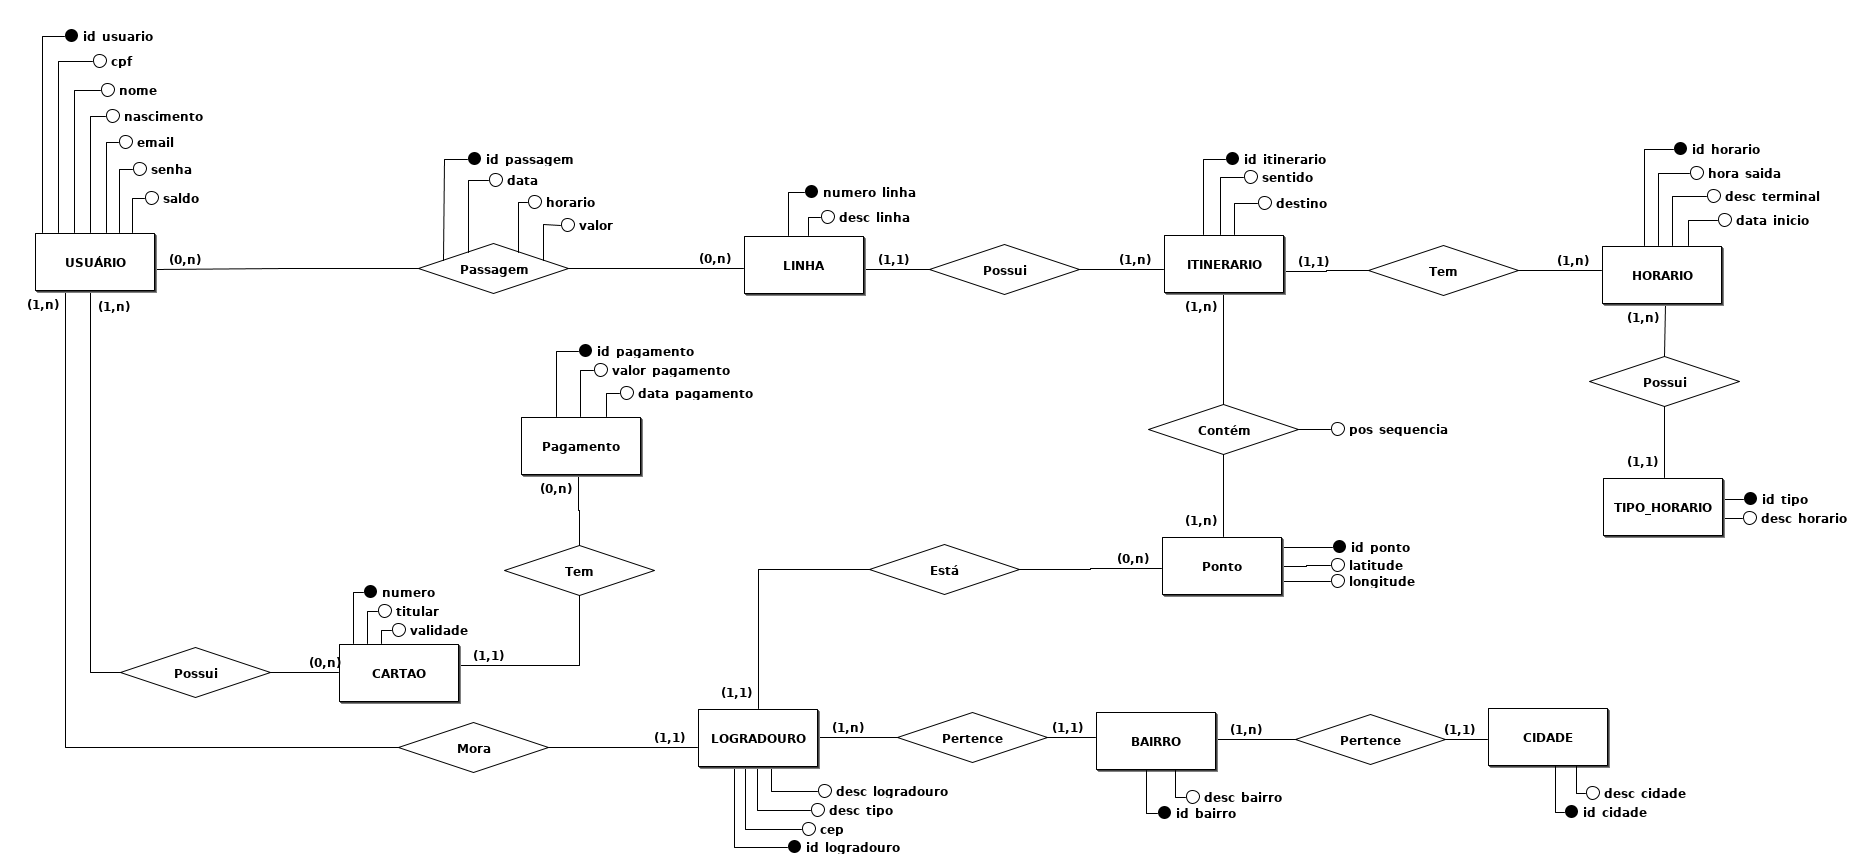 id usuario
cpf
nome
nascimento
email
senha
saldo
USUÁRIO
(0,n)
(1,n)
(1,n)
id passagem
data
horario
valor
Passagem
(0,n)
numero linha
desc linha
LINHA
(1,1)
Possui
(1,n)
id itinerario
sentido
destino
ITINERARIO
(1,1)
(1,n)
Tem
(1,n)
id horario
hora saida
desc terminal
data inicio
HORARIO
(1,n)
Possui
(1,1)
TIPO_HORARIO
id tipo
desc horario
id pagamento
valor pagamento
data pagamento
Pagamento
(0,n)
Tem
(1,1)
Contém
pos sequencia
(1,n)
Ponto
id ponto
latitude
longitude
(0,n)
Está
(1,1)
numero
titular
validade
CARTAO
(0,n)
Possui
Mora
(1,1)
LOGRADOURO
desc logradouro
desc tipo
cep
id logradouro
(1,n)
Pertence
(1,1)
BAIRRO
desc bairro
id bairro
(1,n)
Pertence
(1,1)
CIDADE
desc cidade
id cidade